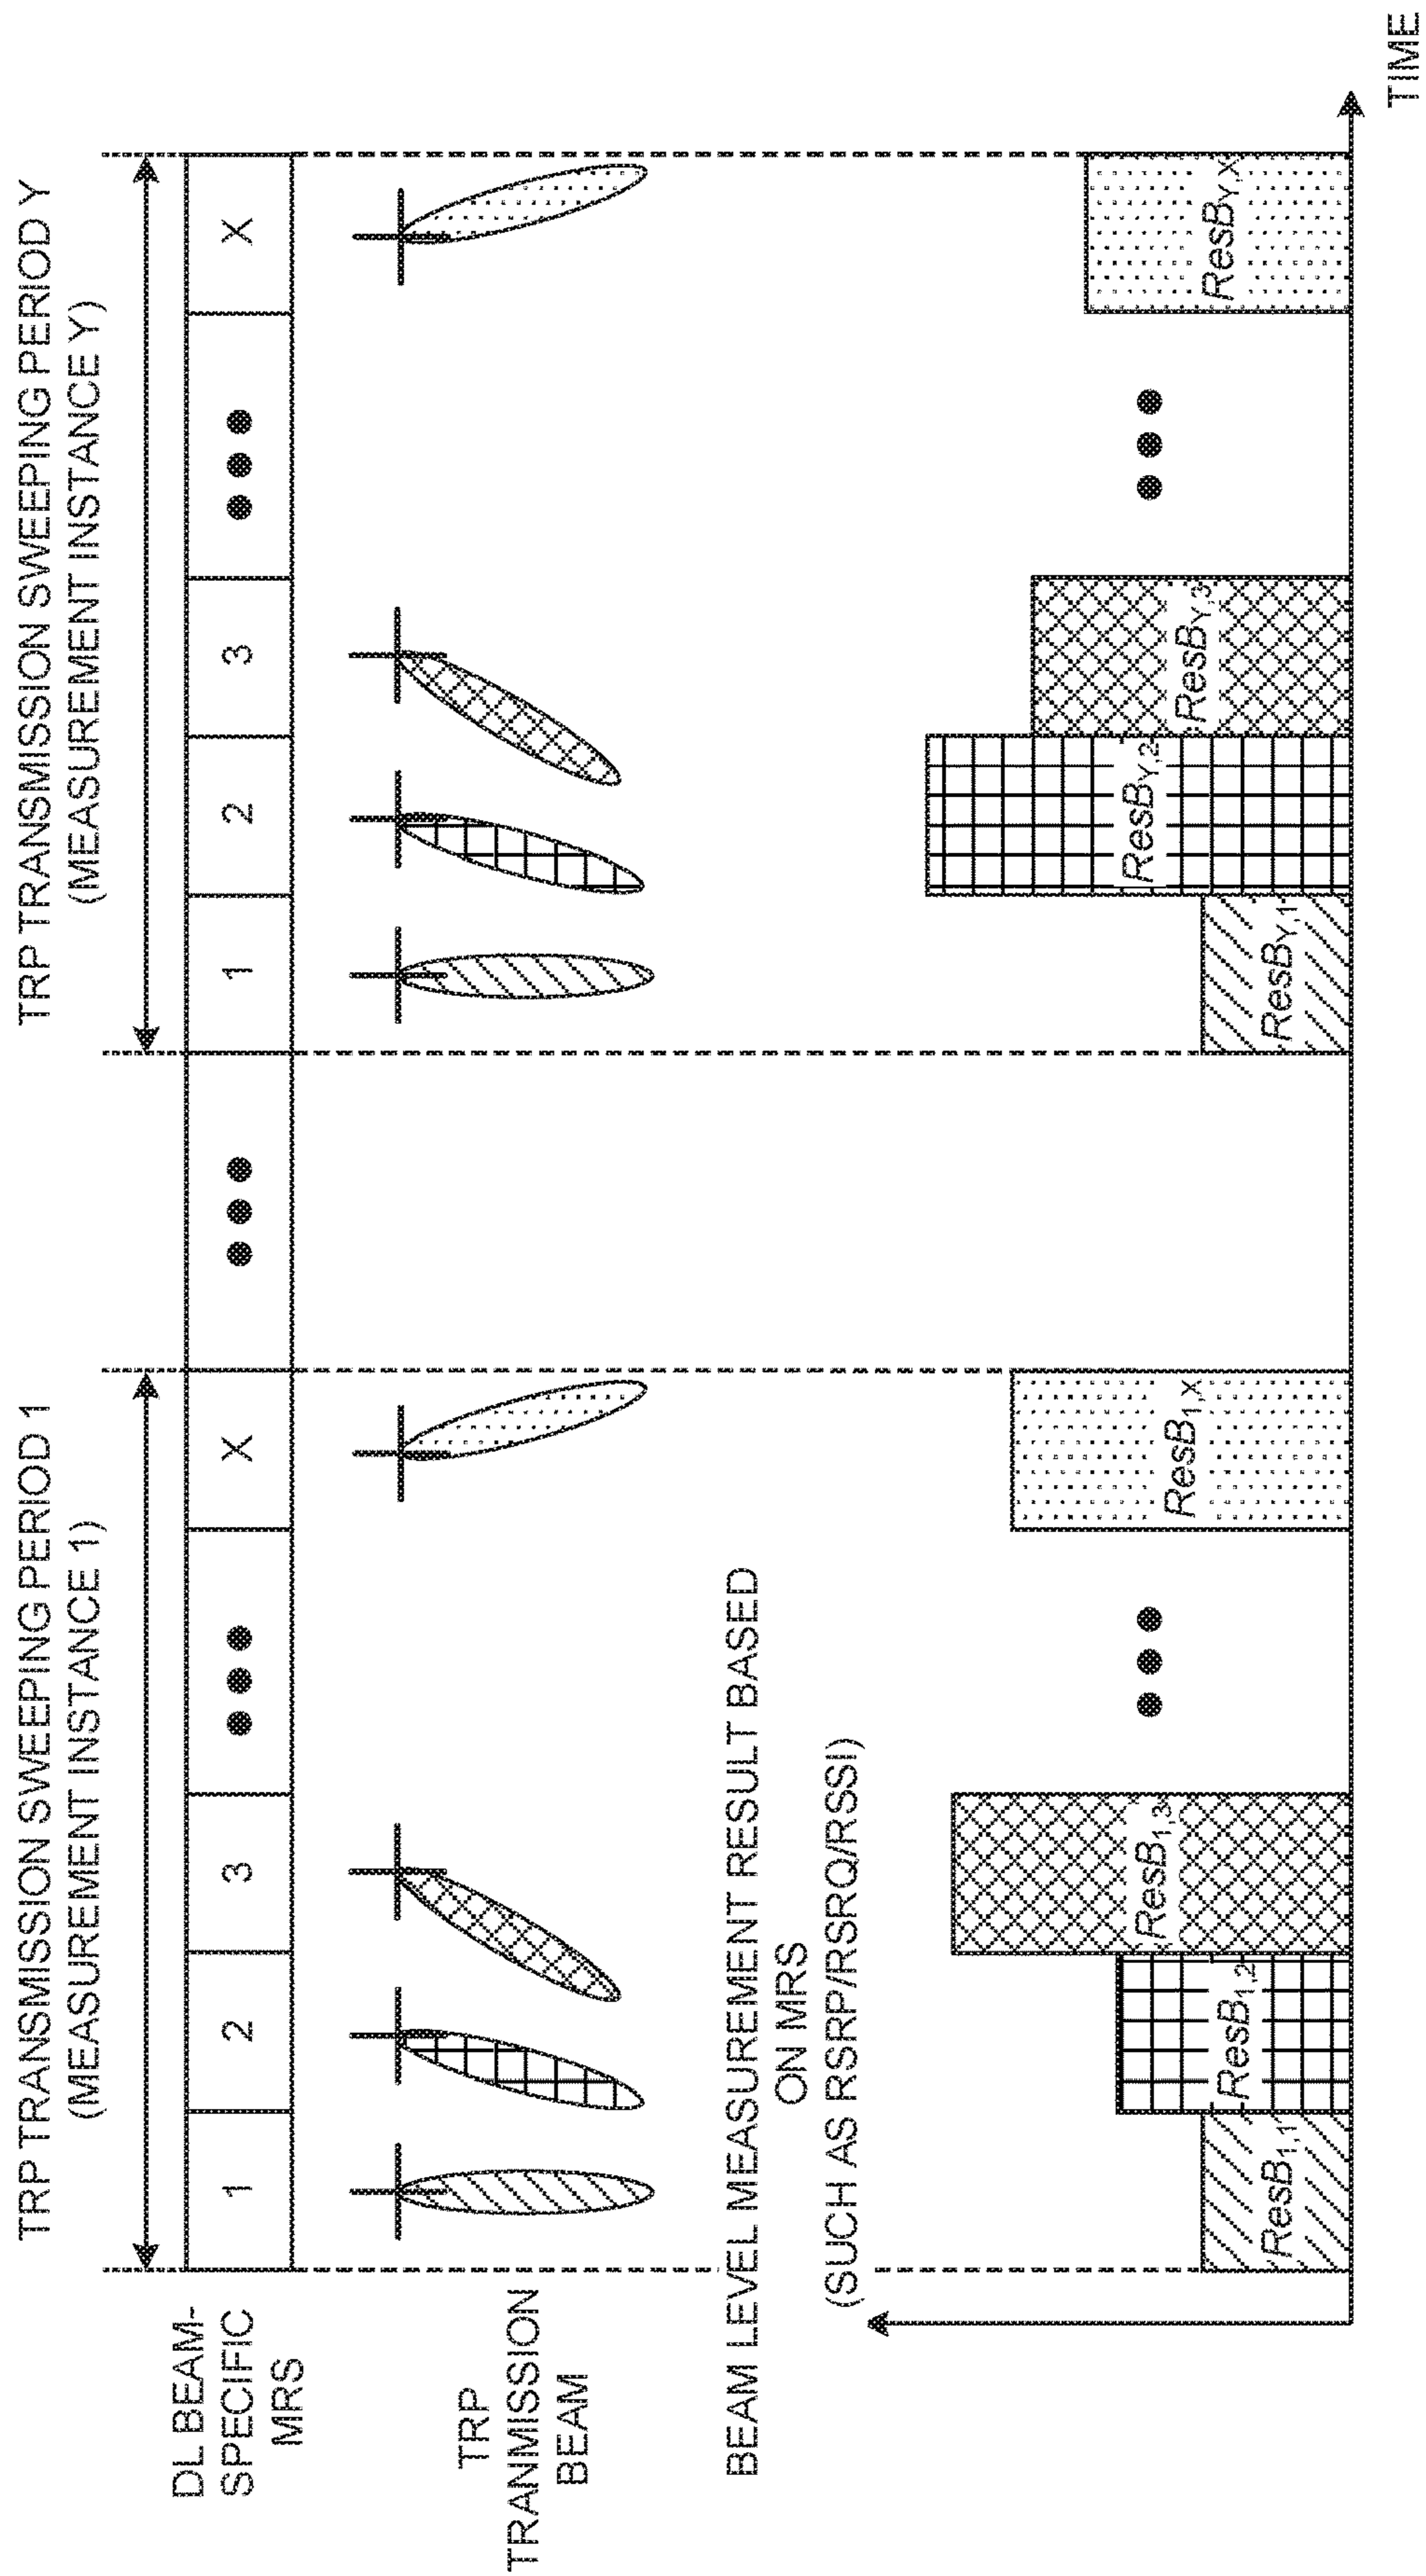 TRP TRANSMISSION SWEEPING PERIOD 1
(MEASUREMENT INSTANCE 1)
TRP TRANSMISSION SWEEPING PERIOD Y
(MEASUREMENT INSTANCE Y)
DL BEAM-
SPECIFIC
MRS
1 2 3 ●●● X ●●● 1 2 3 ●●● X
TRP
TRANMISSION
BEAM
BEAM LEVEL MEASUREMENT RESULT BASED
ON MRS
(SUCH AS RSRP/RSRQ/RSSI)
ResB1,1
ResB1,2
ResB1,3
●●●
ResB1,X
ResBY,1
ResBY,2
ResBY,3
●●●
ResBY,X
TIME